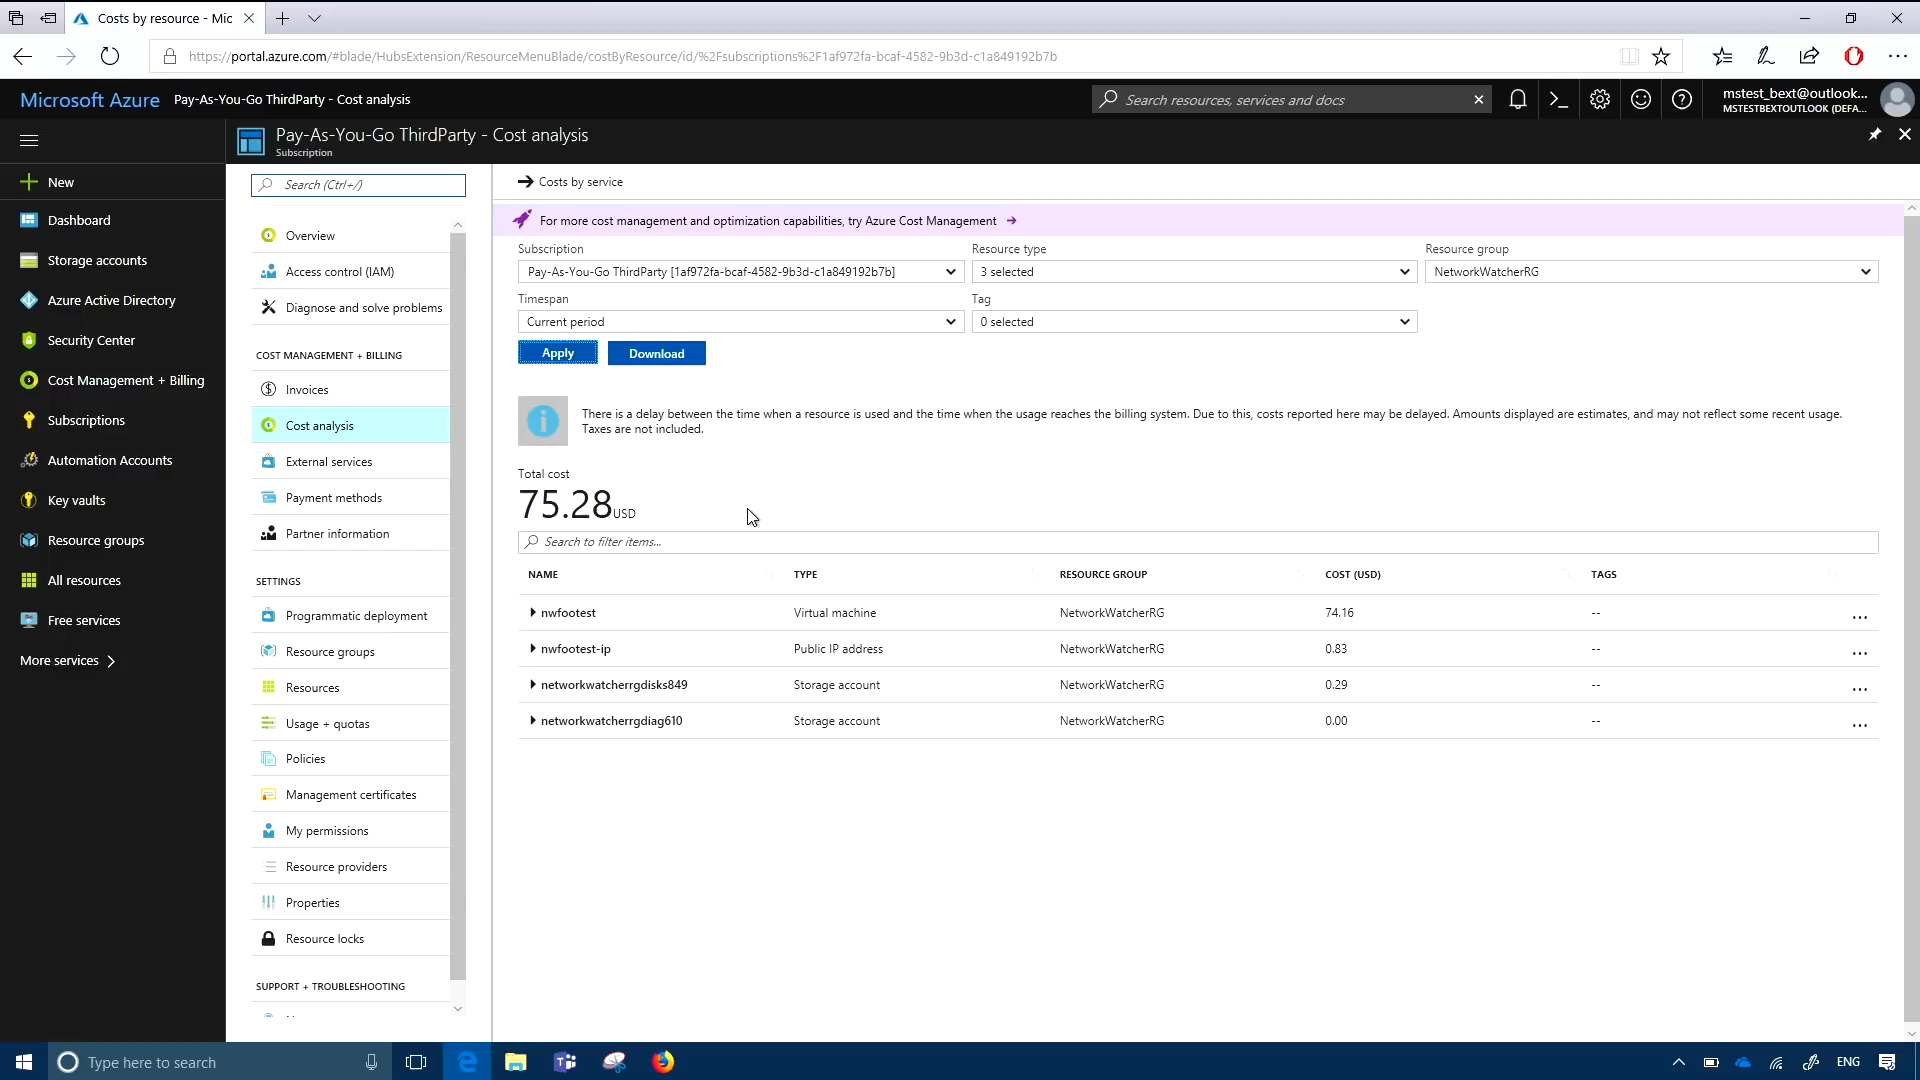 Costs by resource - Mic
https://portal.azure.com/#blade/HubsExtension/ResourceMenuBlade/costByResource/id/%2Fsubscriptions%2F1af972fa-bcaf-4582-9b3d-c1a849192b7b
Microsoft Azure Pay-As-You-Go ThirdParty - Cost analysis
Search resources, services and docs
mstest_bext@outlook...
MSTESTBEXTOUTLOOK (DEFA...
Pay-As-You-Go ThirdParty - Cost analysis
Subscription
New
Dashboard
Storage accounts
Azure Active Directory
Security Center
Cost Management + Billing
Subscriptions
Automation Accounts
Key vaults
Resource groups
All resources
Free services
More services
Search (Ctrl+/)
Overview
Access control (IAM)
Diagnose and solve problems
COST MANAGEMENT + BILLING
Invoices
Cost analysis
External services
Payment methods
Partner information
SETTINGS
Programmatic deployment
Resource groups
Resources
Usage + quotas
Policies
Management certificates
My permissions
Resource providers
Properties
Resource locks
SUPPORT + TROUBLESHOOTING
Costs by service
For more cost management and optimization capabilities, try Azure Cost Management
Subscription Resource type Resource group
Pay-As-You-Go ThirdParty [1af972fa-bcaf-4582-9b3d-c1a849192b7b] 3 selected NetworkWatcherRG
Timespan Tag
Current period 0 selected
Apply Download
There is a delay between the time when a resource is used and the time when the usage reaches the billing system. Due to this, costs reported here may be delayed. Amounts displayed are estimates, and may not reflect some recent usage.
Taxes are not included.
Total cost
75.28 USD
Search to filter items...
NAME TYPE RESOURCE GROUP COST (USD) TAGS
nwfootest Virtual machine NetworkWatcherRG 74.16 -- ...
nwfootest-ip Public IP address NetworkWatcherRG 0.83 -- ...
networkwatcherrgdisks849 Storage account NetworkWatcherRG 0.29 -- ...
networkwatcherrgdiag610 Storage account NetworkWatcherRG 0.00 -- ...
Type here to search
ENG